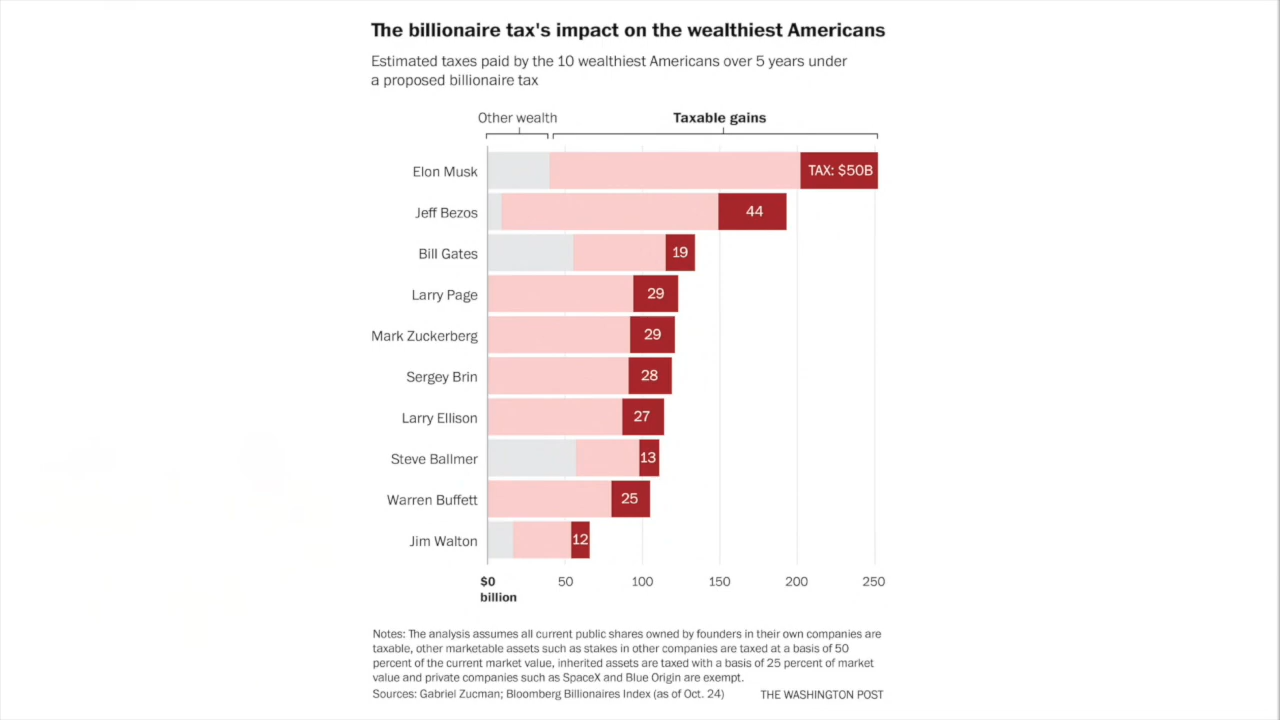 The billionaire tax's impact on the wealthiest Americans
Estimated taxes paid by the 10 wealthiest Americans over 5 years under
a proposed billionaire tax
Other wealth
Taxable gains
Elon Musk
TAX: $50B
Jeff Bezos
44
Bill Gates
19
Larry Page
29
Mark Zuckerberg
29
Sergey Brin
28
Larry Ellison
27
Steve Ballmer
13
Warren Buffett
25
Jim Walton
12
$0 50 100 150 200 250
billion
Notes: The analysis assumes all current public shares owned by founders in their own companies are
taxable, other marketable assets such as stakes in other companies are taxed at a basis of 50
percent of the current market value, inherited assets are taxed with a basis of 25 percent of market
value and private companies such as SpaceX and Blue Origin are exempt.
Sources: Gabriel Zucman; Bloomberg Billionaires Index (as of Oct. 24)
THE WASHINGTON POST